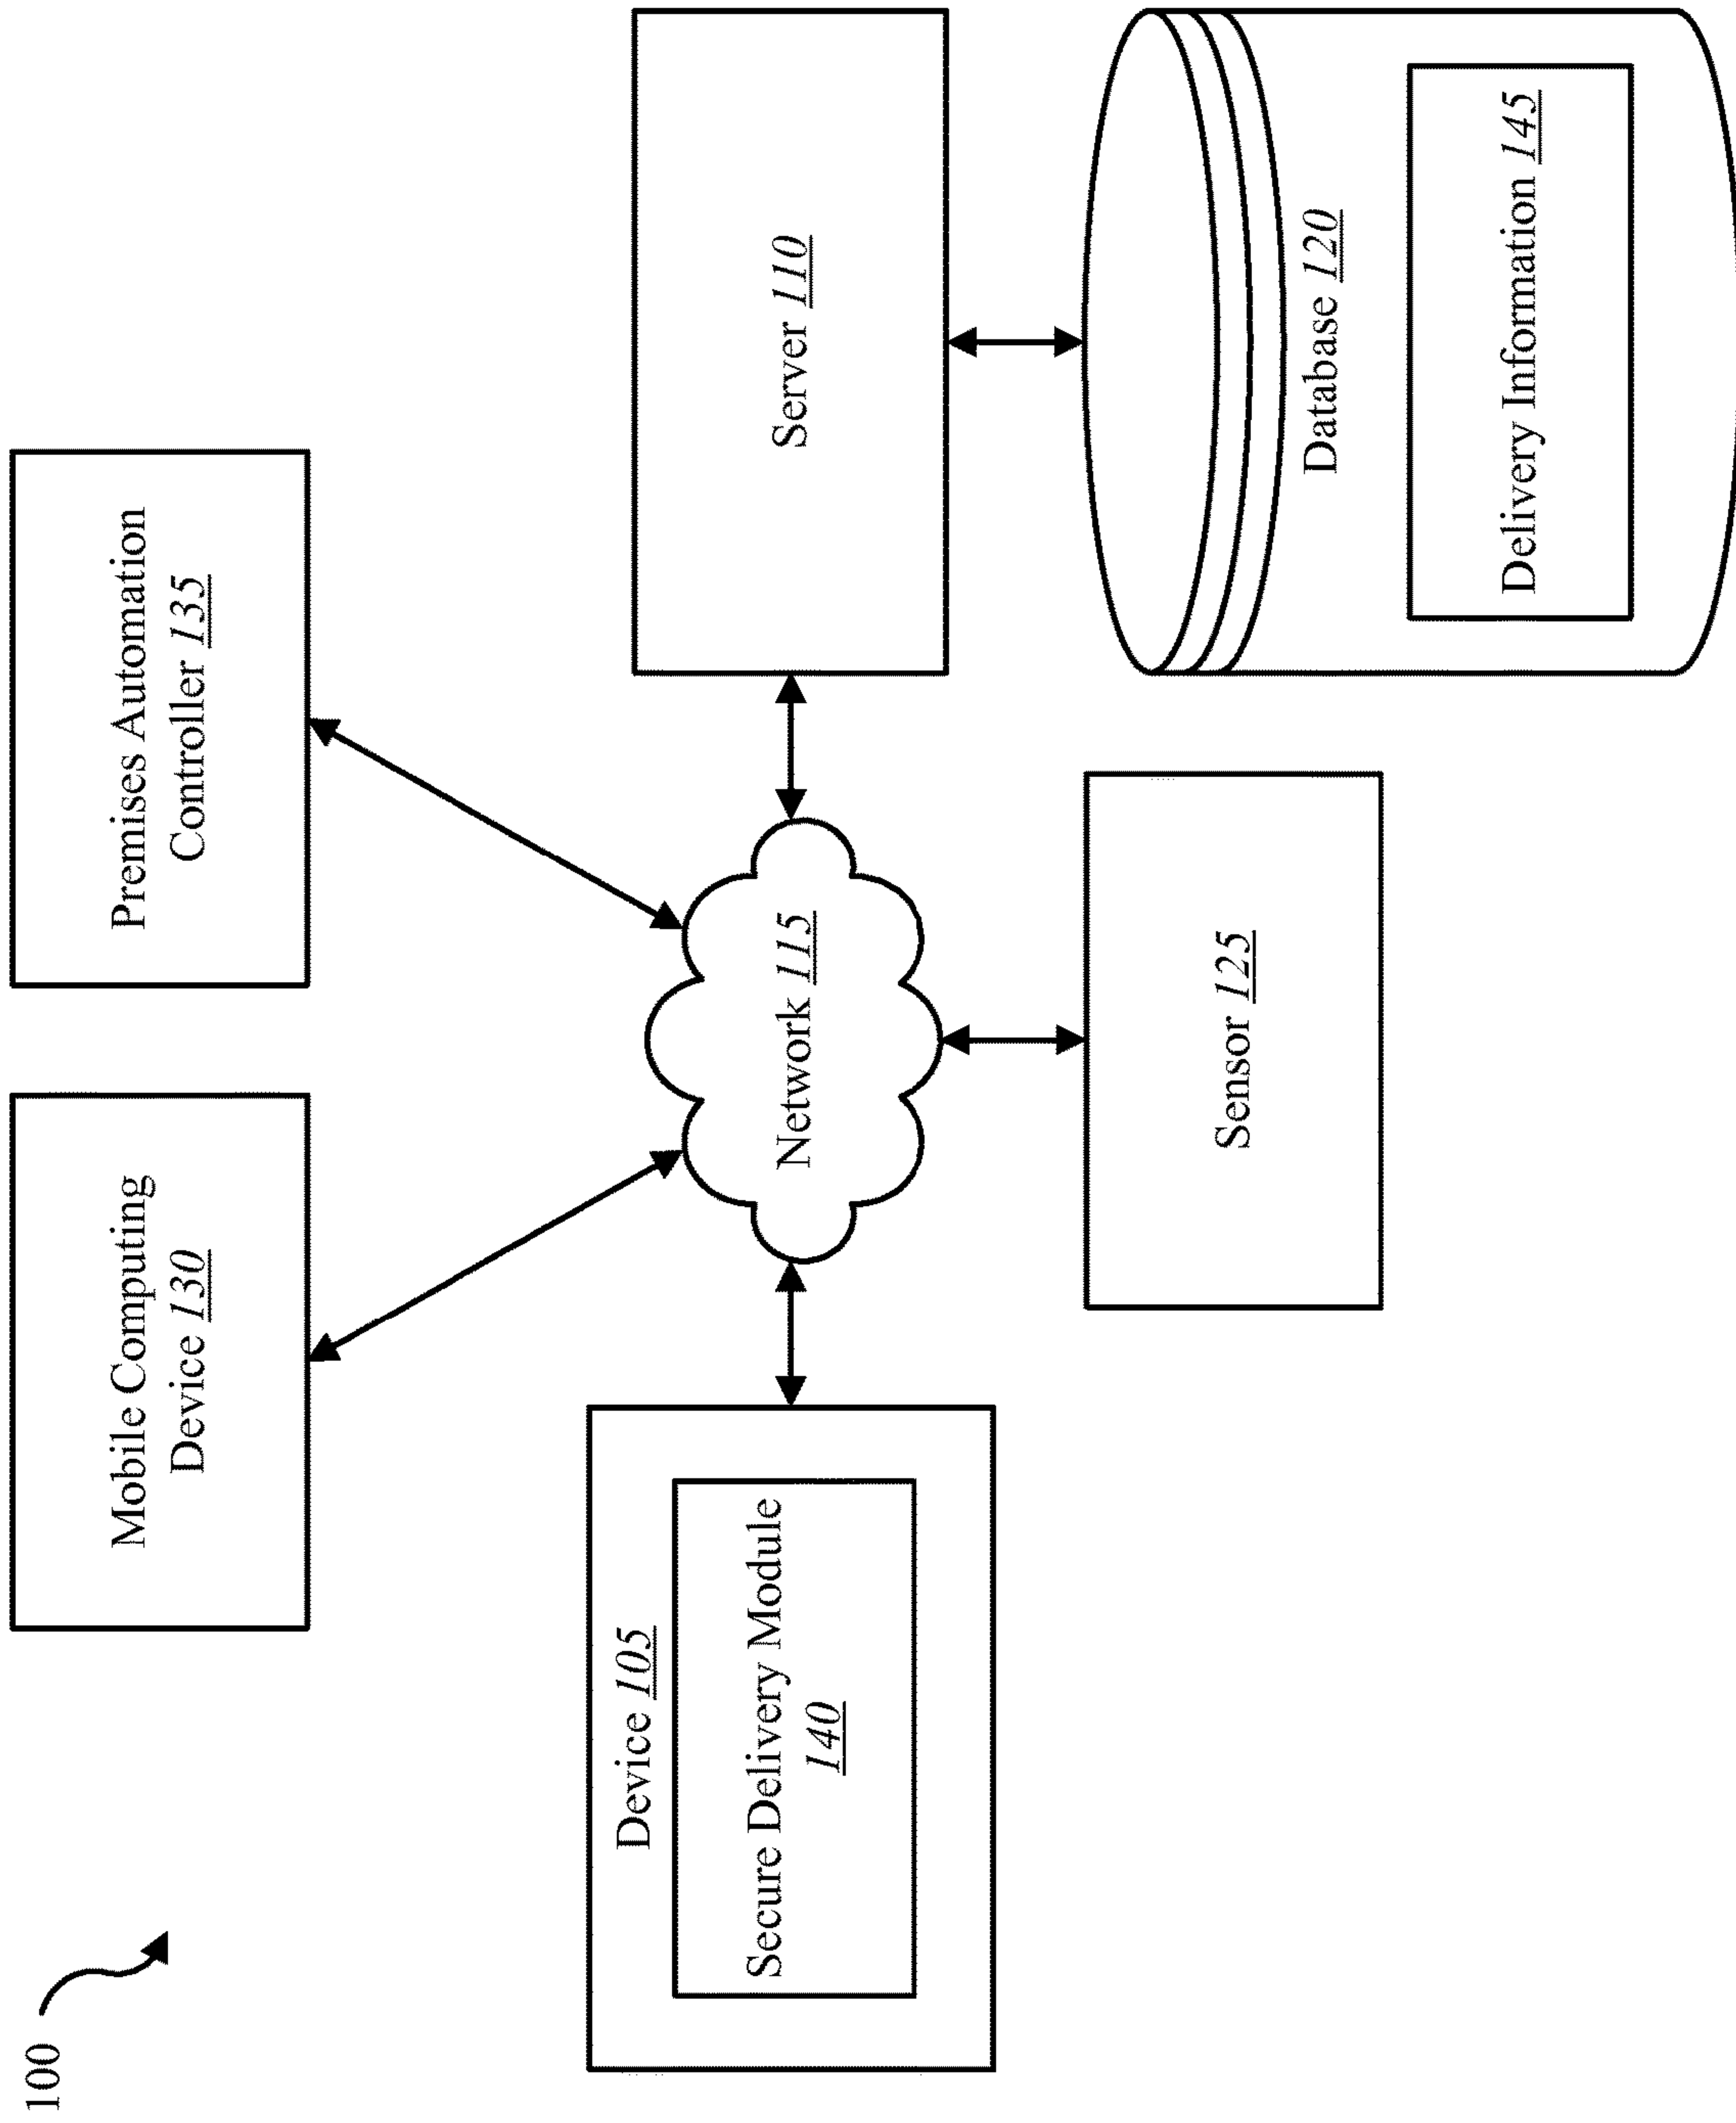 100
Mobile Computing
Device 130
Premises Automation
Controller 135
Device 105
Secure Delivery Module
140
Network 115
Server 110
Sensor 125
Database 120
Delivery Information 145